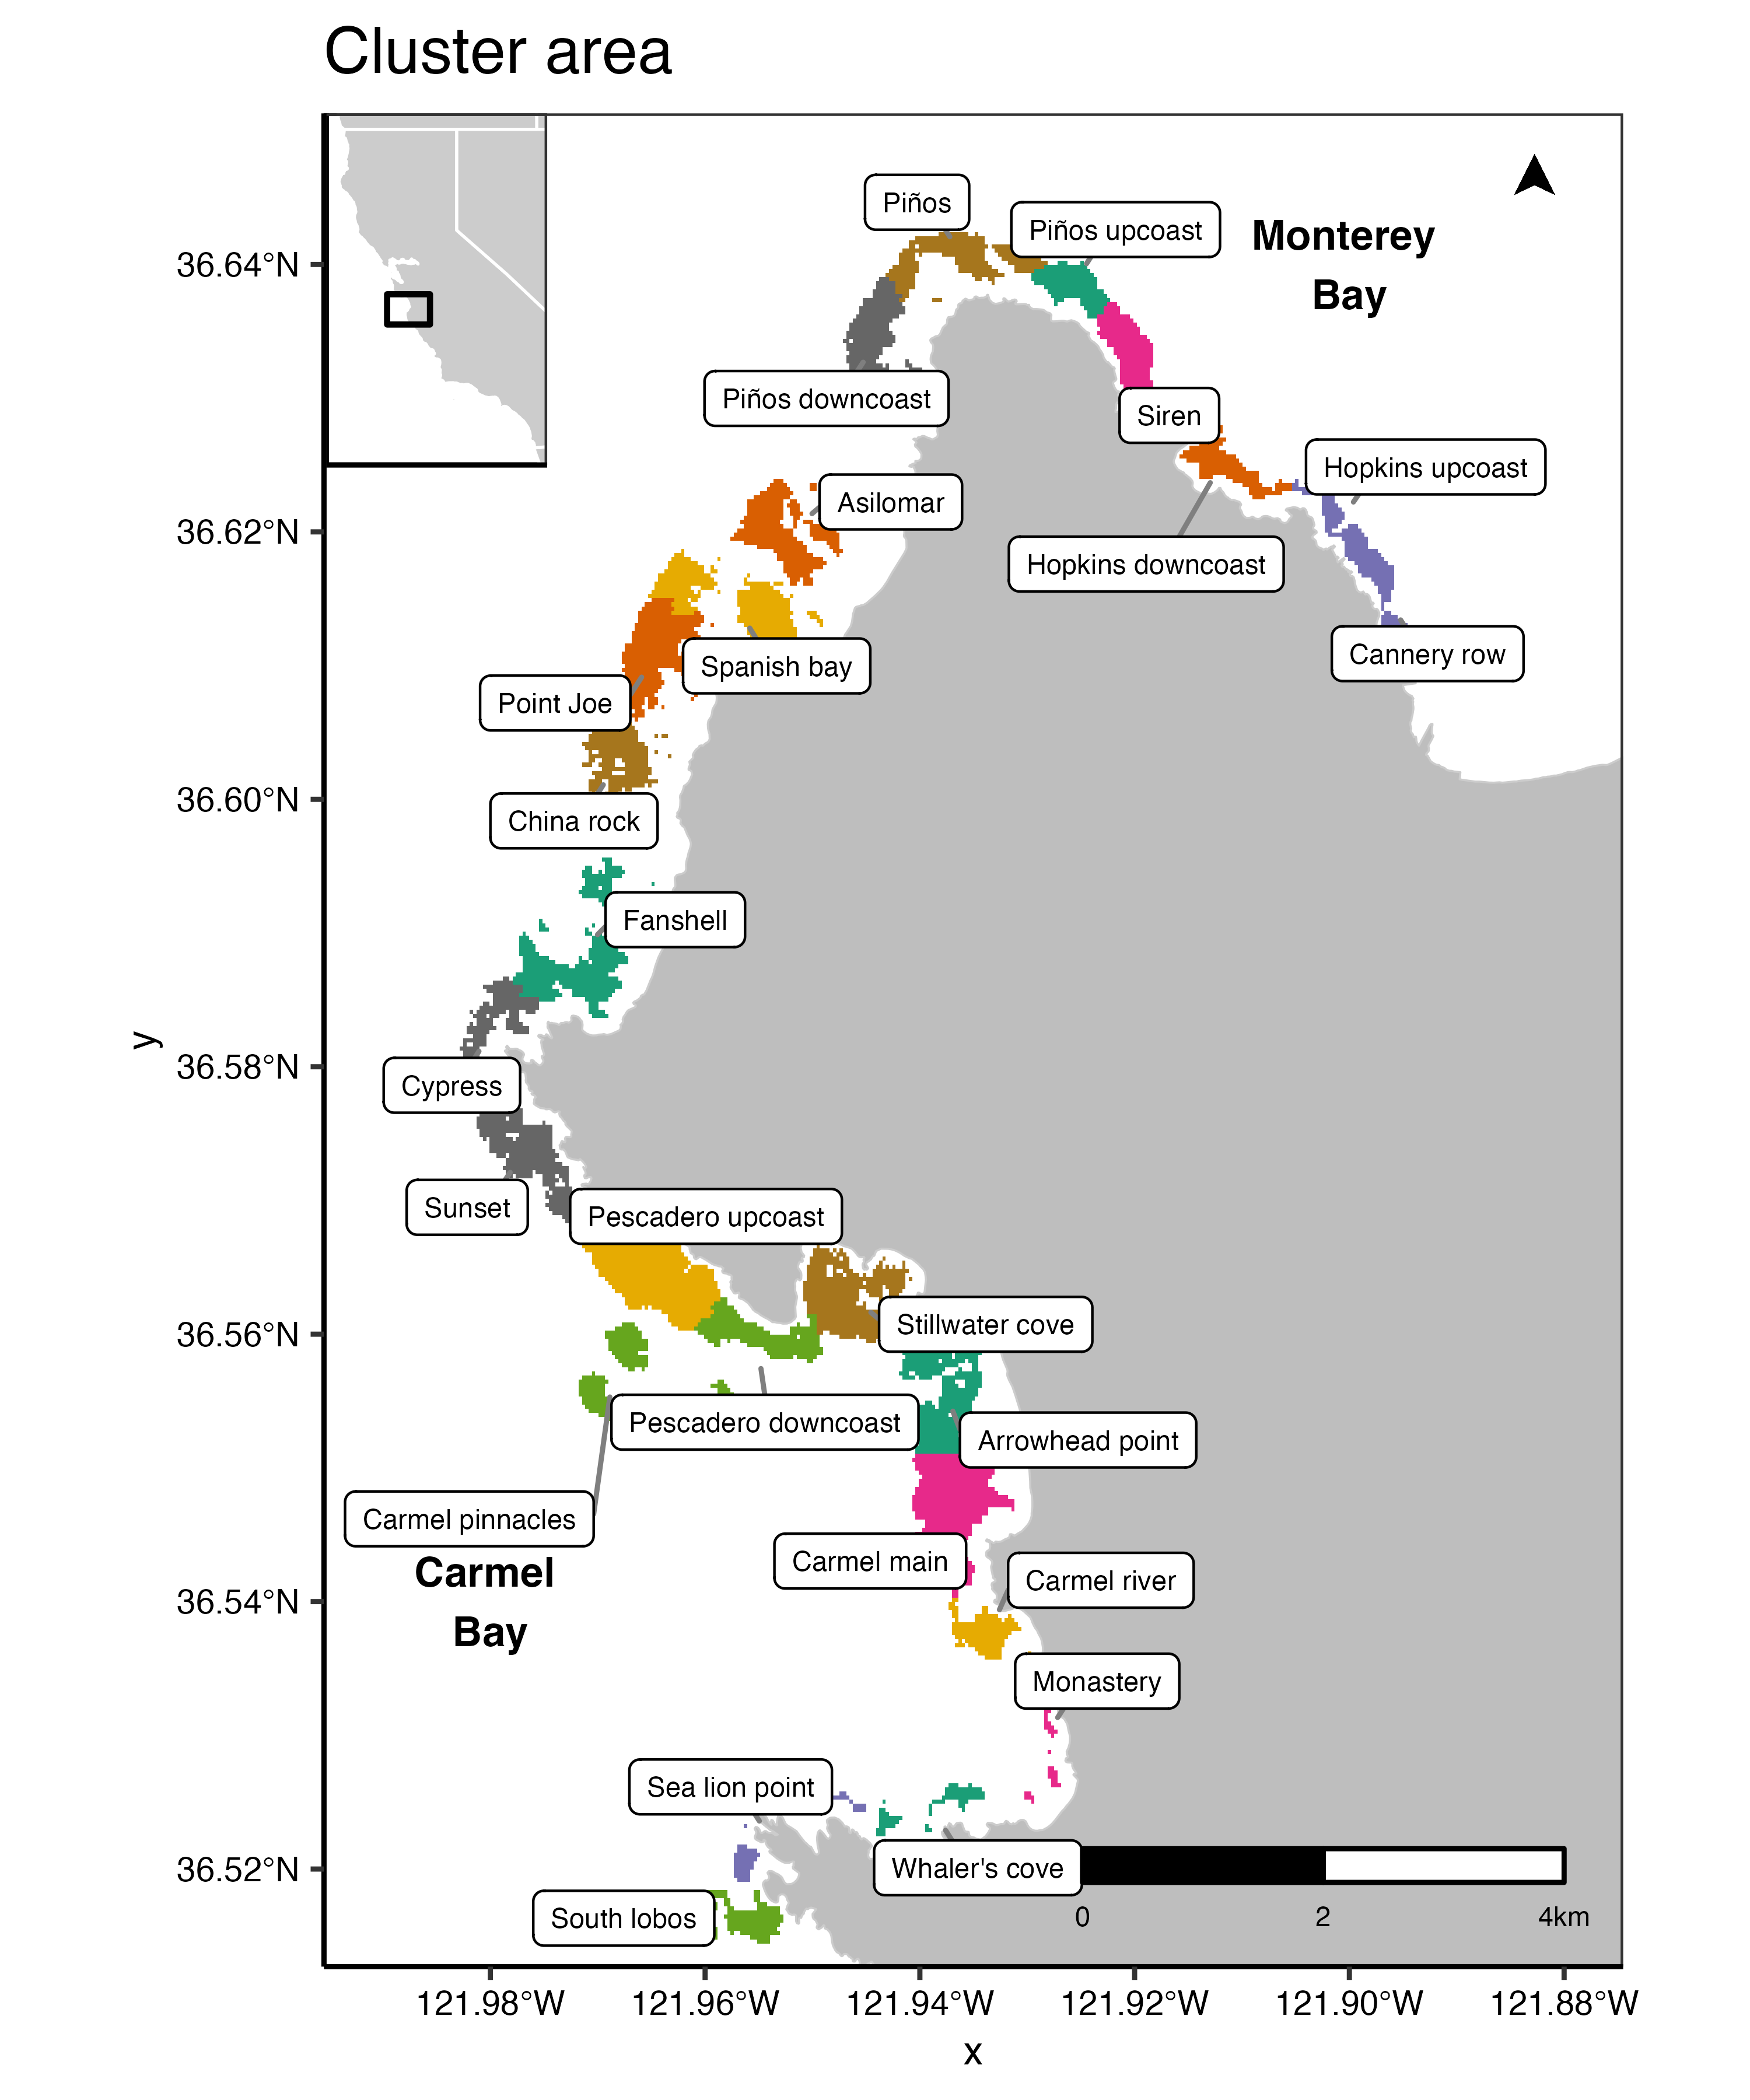 Cluster area
Piños
Piños upcoast
Monterey
Bay
36.64°N
Piños downcoast
Siren
Hopkins upcoast
Asilomar
36.62°N
Hopkins downcoast
Cannery row
Spanish bay
Point Joe
36.60°N
China rock
Fanshell
y
36.58°N
Cypress
Sunset
Pescadero upcoast
36.56°N
Stillwater cove
Pescadero downcoast
Arrowhead point
Carmel pinnacles
Carmel main
Carmel
Bay
Carmel river
36.54°N
Monastery
Sea lion point
36.52°N
Whaler's cove
South lobos
0 2 4km
121.98°W 121.96°W 121.94°W 121.92°W 121.90°W 121.88°W
x